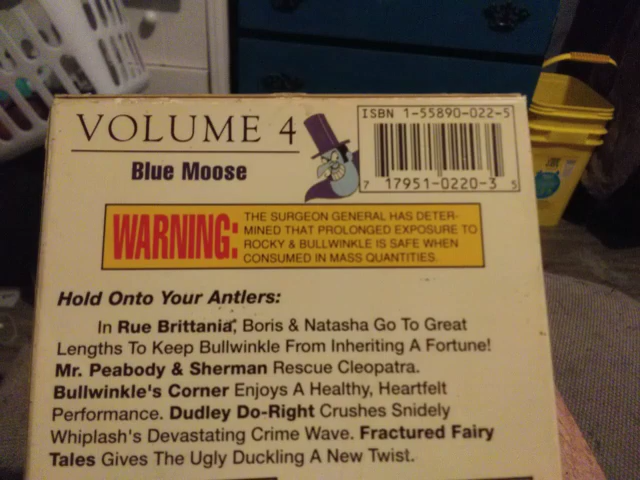 VOLUME 4
Blue Moose
ISBN 1-55890-022-5
7 17951-0220-3 5
WARNING:
THE SURGEON GENERAL HAS DETER-
MINED THAT PROLONGED EXPOSURE TO
ROCKY & BULLWINKLE IS SAFE WHEN
CONSUMED IN MASS QUANTITIES.
Hold Onto Your Antlers:
In Rue Brittania, Boris & Natasha Go To Great
Lengths To Keep Bullwinkle From Inheriting A Fortune!
Mr. Peabody & Sherman Rescue Cleopatra.
Bullwinkle's Corner Enjoys A Healthy, Heartfelt
Performance. Dudley Do-Right Crushes Snidely
Whiplash's Devastating Crime Wave. Fractured Fairy
Tales Gives The Ugly Duckling A New Twist.